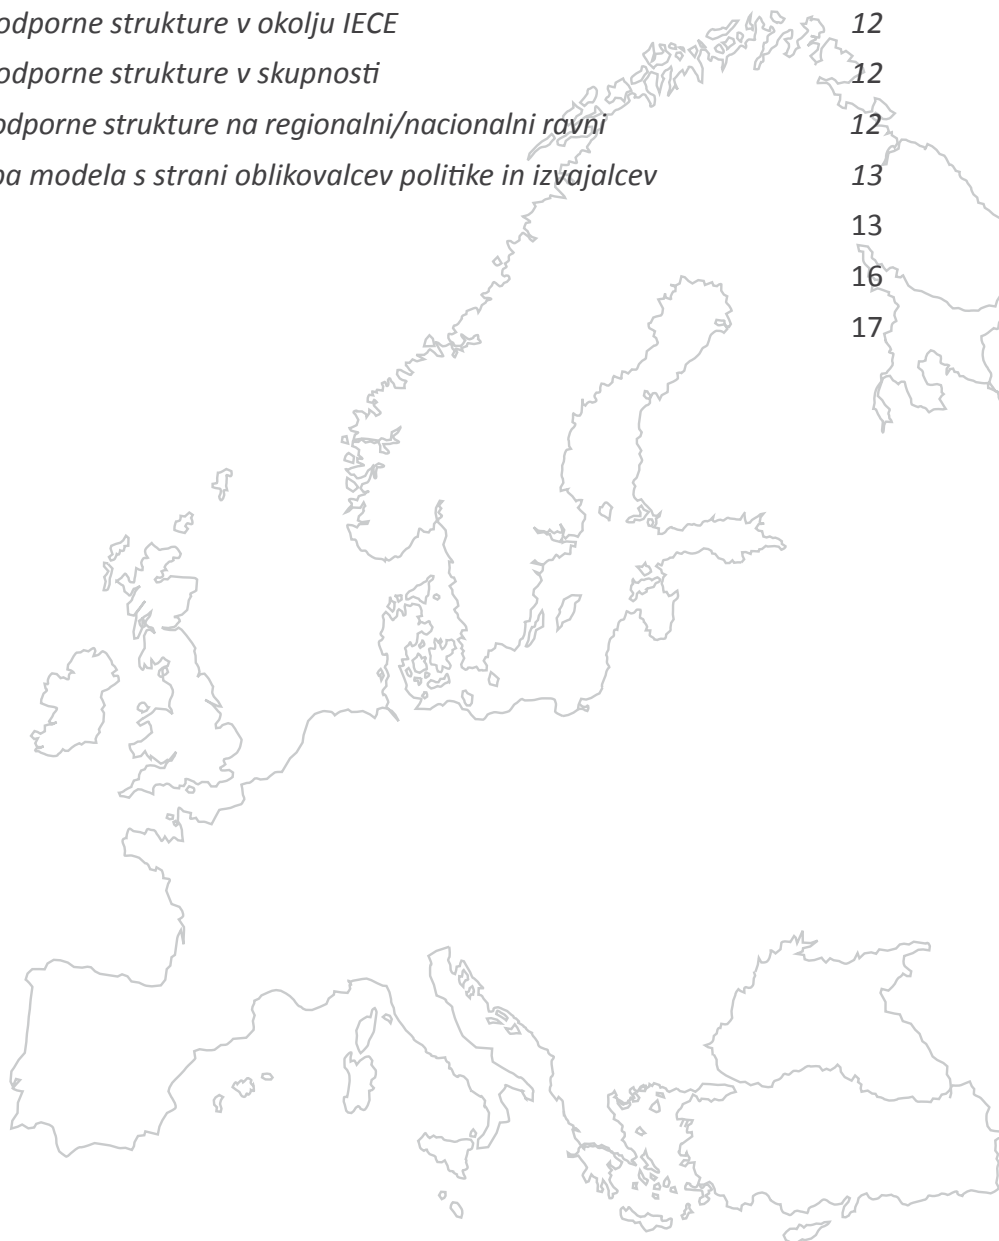 odporne strukture v okolju IECE 12
odporne strukture v skupnosti 12
odporne strukture na regionalni/nacionalni ravni 12
ba modela s strani oblikovalcev politike in izvajalcev 13
13
16
17